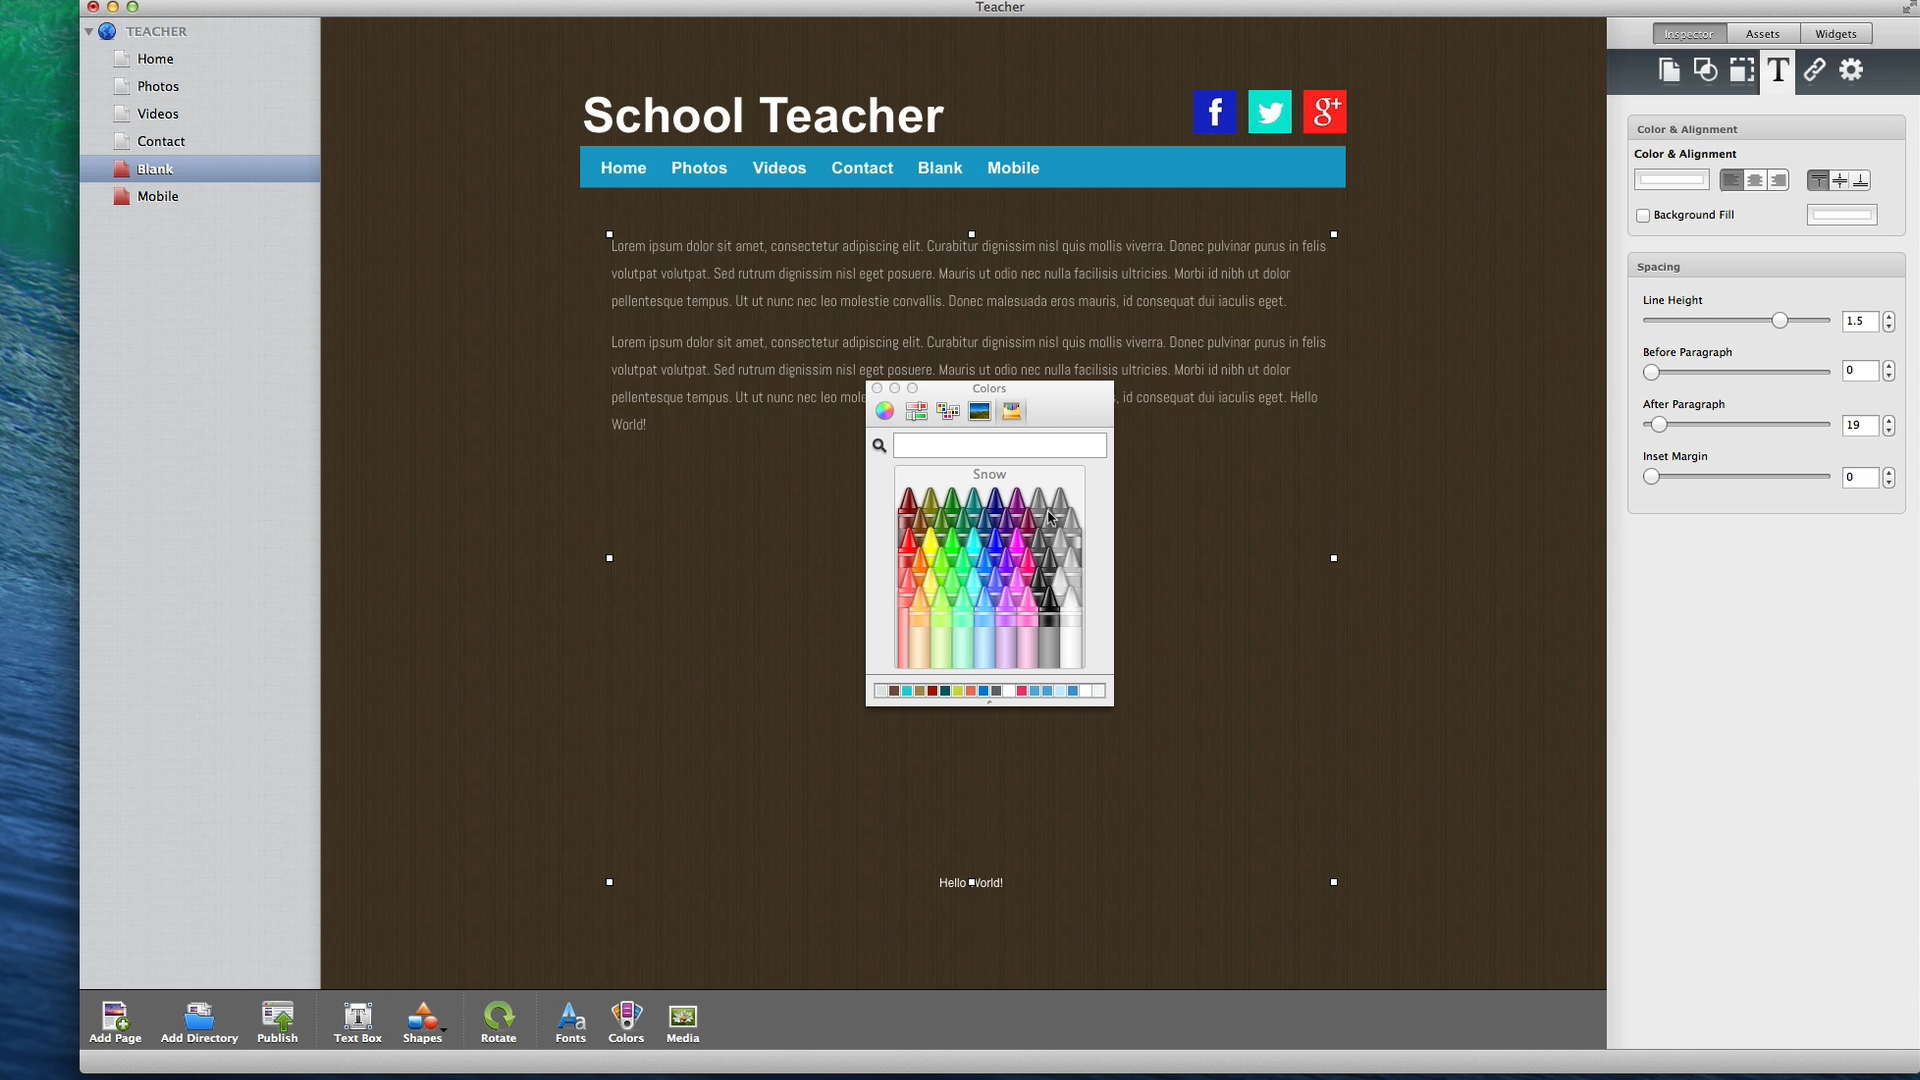 Teacher
TEACHER
Home
Photos
Videos
Contact
Blank
Mobile
School Teacher
f
g+
Home Photos Videos Contact Blank Mobile
Lorem ipsum dolor sit amet, consectetur adipiscing elit. Curabitur dignissim nisl quis mollis viverra. Donec pulvinar purus in felis
volutpat volutpat. Sed rutrum dignissim nisl eget posuere. Mauris ut odio nec nulla facilisis ultricies. Morbi id nibh ut dolor
pellentesque tempus. Ut ut nunc nec leo molestie convallis. Donec malesuada eros mauris, id consequat dui iaculis eget.
Lorem ipsum dolor sit amet, consectetur adipiscing elit. Curabitur dignissim nisl quis mollis viverra. Donec pulvinar purus in felis
volutpat volutpat. Sed rutrum dignissim nisl eget posuere. Mauris ut odio nec nulla facilisis ultricies. Morbi id nibh ut dolor
pellentesque tempus. Ut ut nunc nec leo mole , id consequat dui iaculis eget. Hello
World!
Colors
Snow
Hello World!
Inspector Assets Widgets
T
Color & Alignment
Color & Alignment
Background Fill
Spacing
Line Height
1.5
Before Paragraph
0
After Paragraph
19
Inset Margin
0
Add Page Add Directory Publish Text Box Shapes Rotate Fonts Colors Media